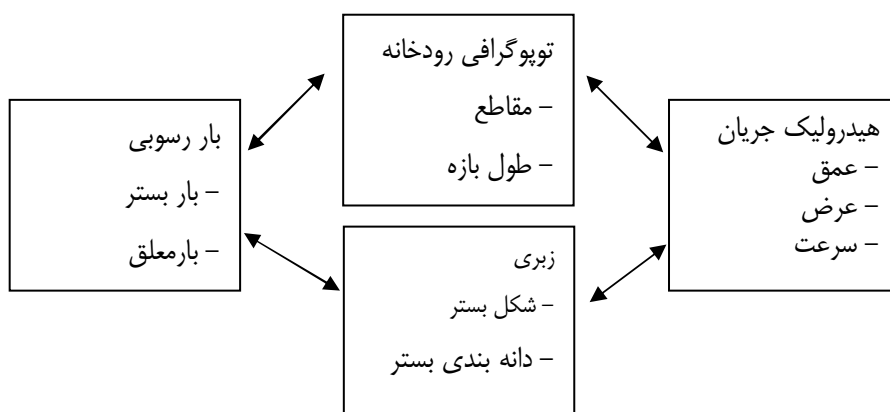 توپوگرافی رودخانه
– مقاطع
– طول بازه
هیدرولیک جریان
– عمق
– عرض
– سرعت
بار رسوبی
– بار بستر
– بارمعلق
زبری
– شکل بستر
– دانه بندی بستر